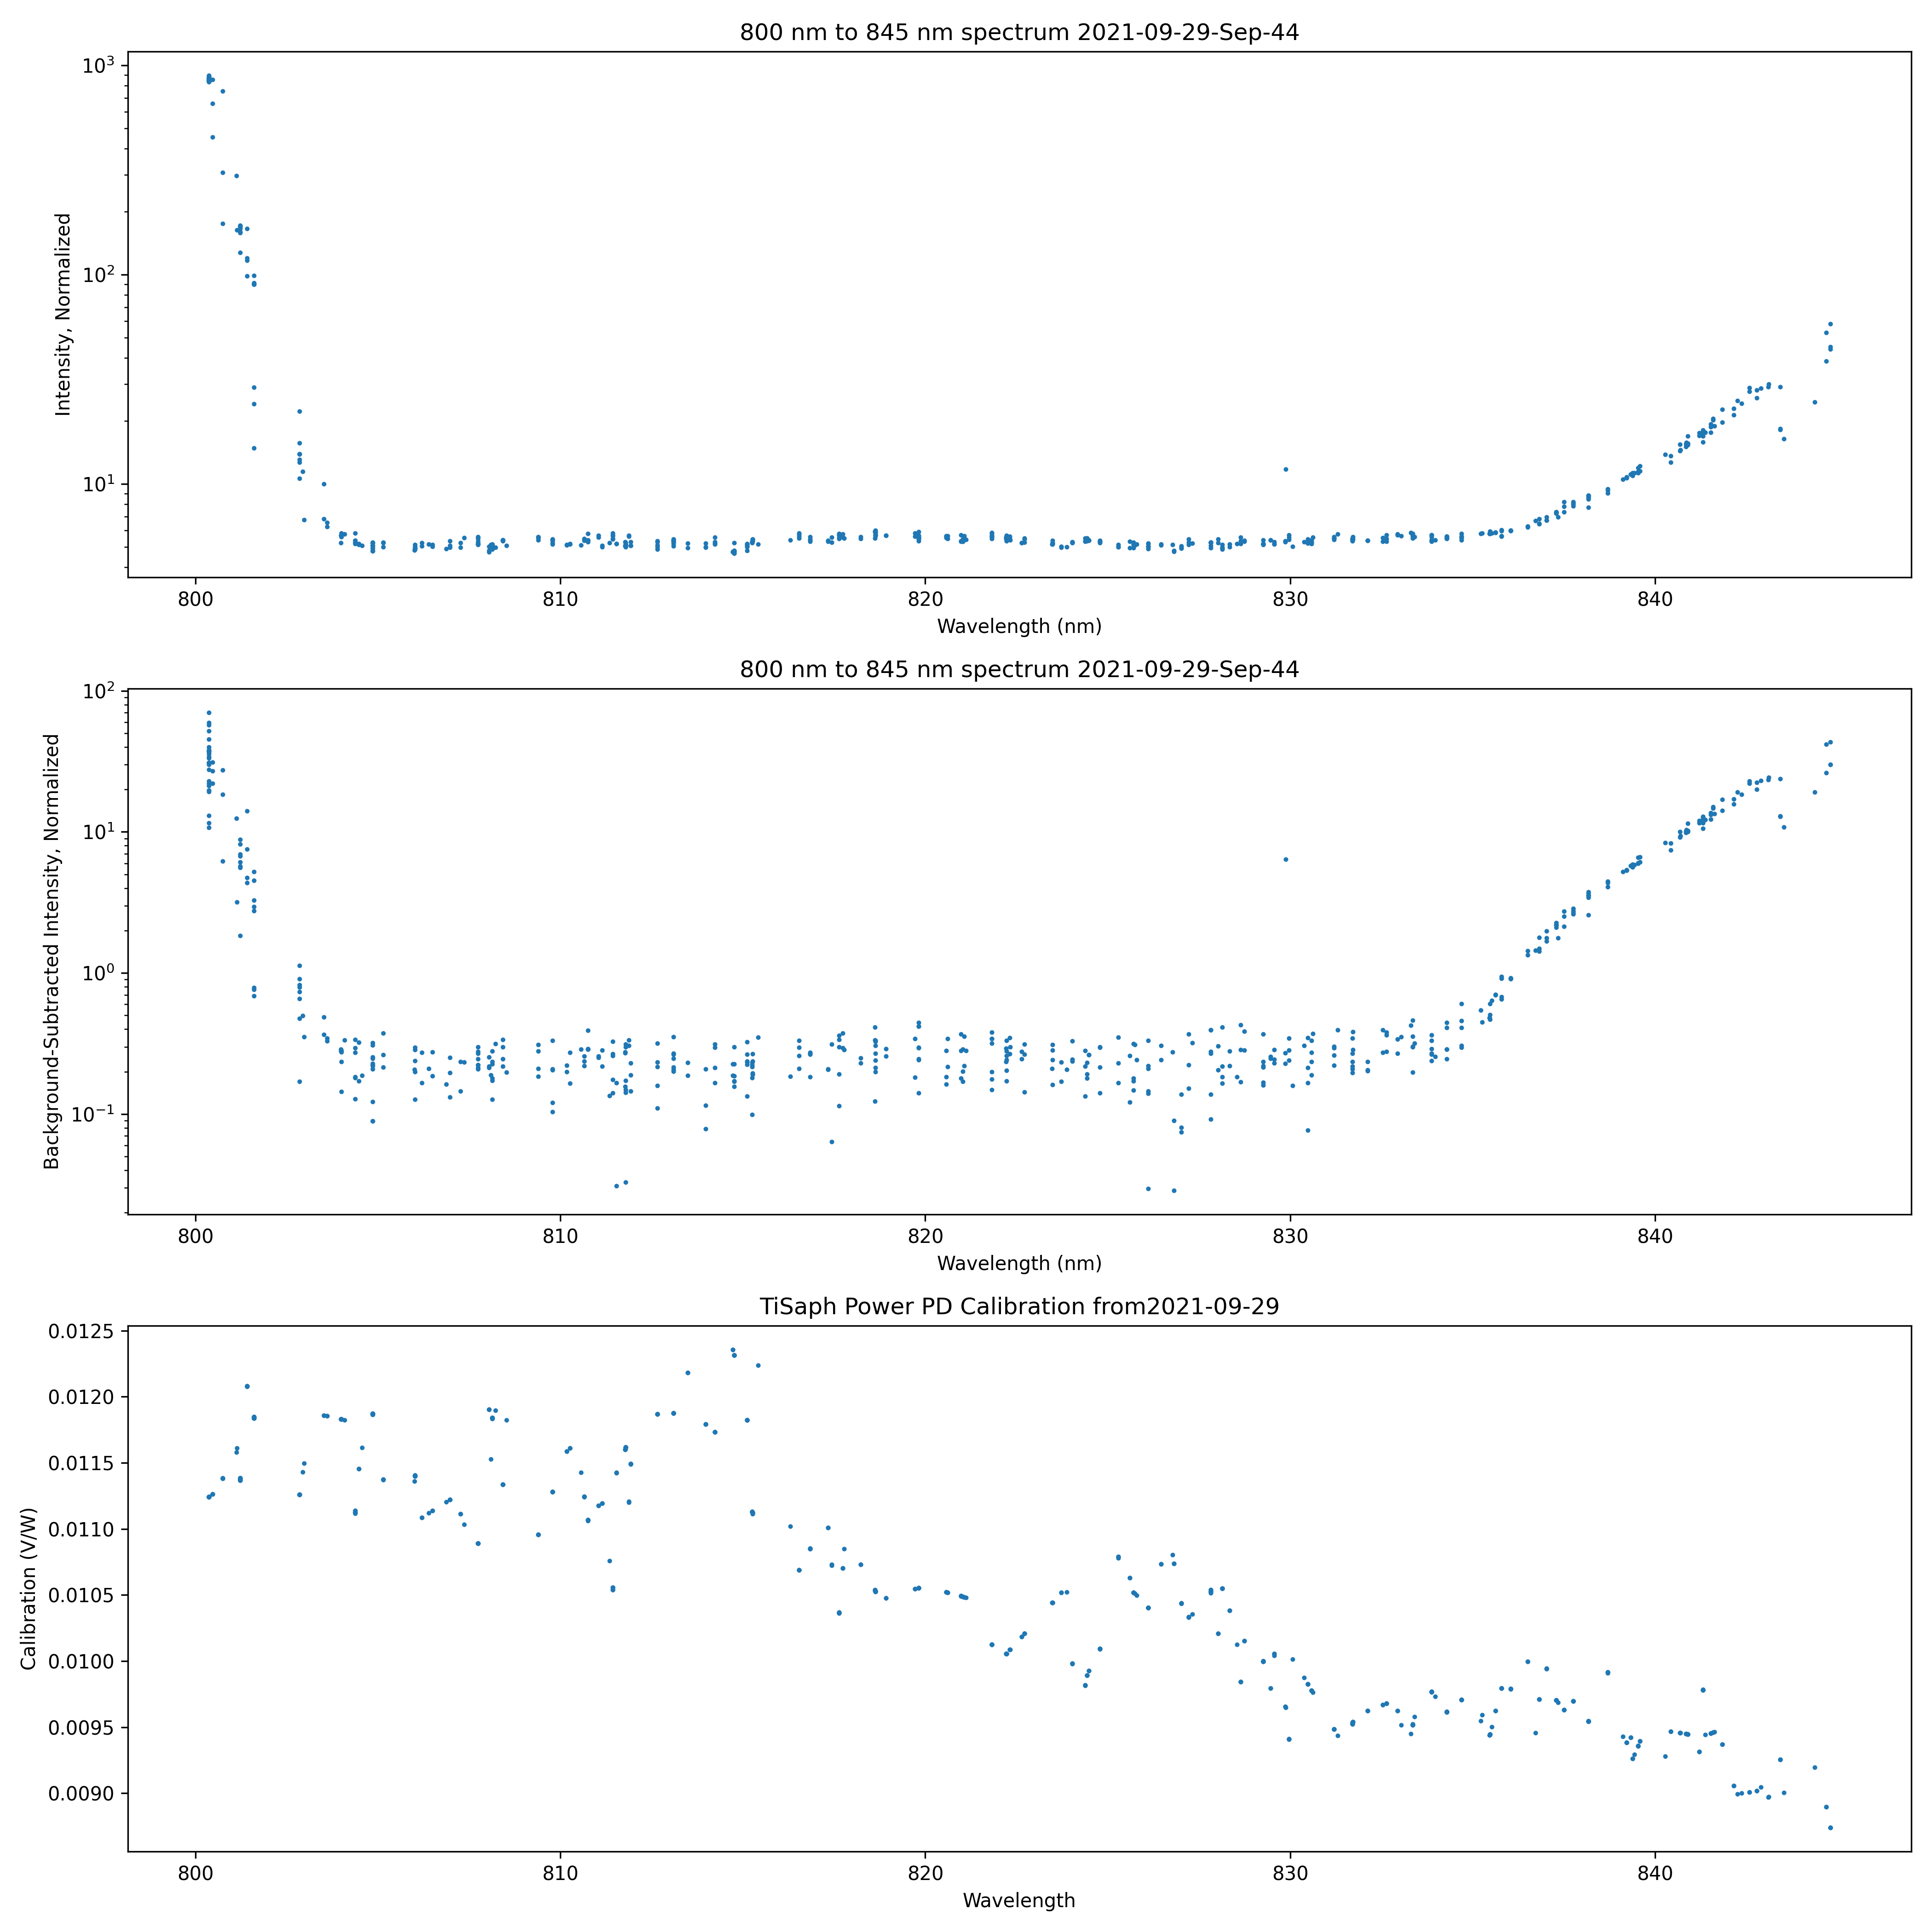 800 nm to 845 nm spectrum 2021-09-29-Sep-44
Intensity, Normalized
10³
10²
10¹
800 810 820 830 840
Wavelength (nm)
800 nm to 845 nm spectrum 2021-09-29-Sep-44
Background-Subtracted Intensity, Normalized
10²
10¹
10⁰
10⁻¹
800 810 820 830 840
Wavelength (nm)
TiSaph Power PD Calibration from2021-09-29
Calibration (V/W)
0.0125
0.0120
0.0115
0.0110
0.0105
0.0100
0.0095
0.0090
800 810 820 830 840
Wavelength